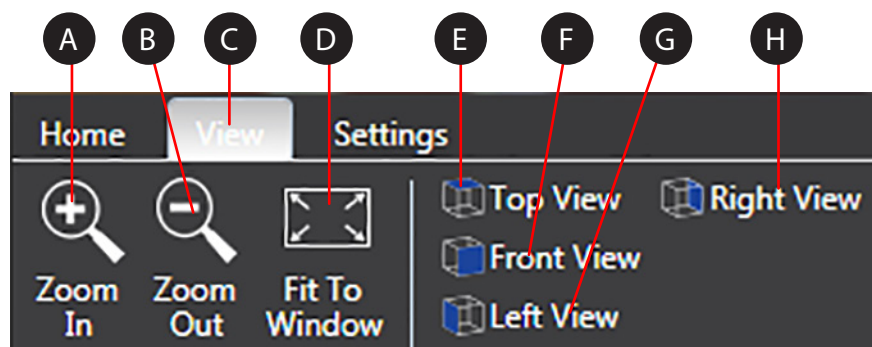 A B C D E F G H
Home View Settings
Top View Right View
Front View
Left View
Zoom In
Zoom Out
Fit To Window